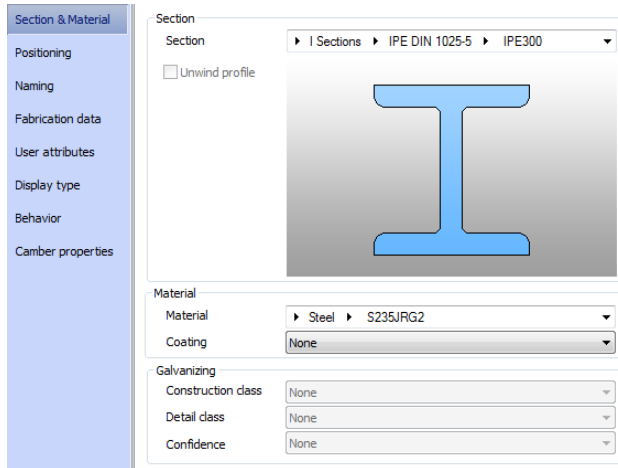 Section & Material
Positioning
Naming
Fabrication data
User attributes
Display type
Behavior
Camber properties
Section
Section I Sections IPE DIN 1025-5 IPE300
Unwind profile
Material
Material Steel S235JRG2
Coating None
Galvanizing
Construction class None
Detail class None
Confidence None